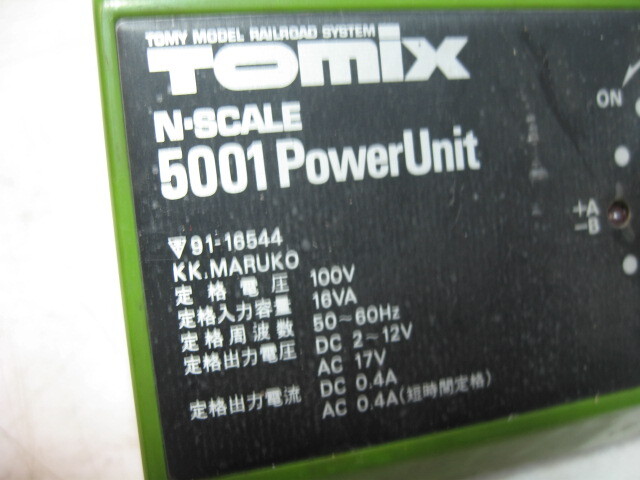 TOMY MODEL RAILROAD SYSTEM
TOMIX
N-SCALE
5001 PowerUnit
ON
+A
−B
91-16544
KK.MARUKO
定格電圧 100V
定格入力容量 16VA
定格周波数 50~60Hz
定格出力電圧 DC 2~12V
AC 17V
定格出力電流 DC 0.4A
AC 0.4A(短時間定格)